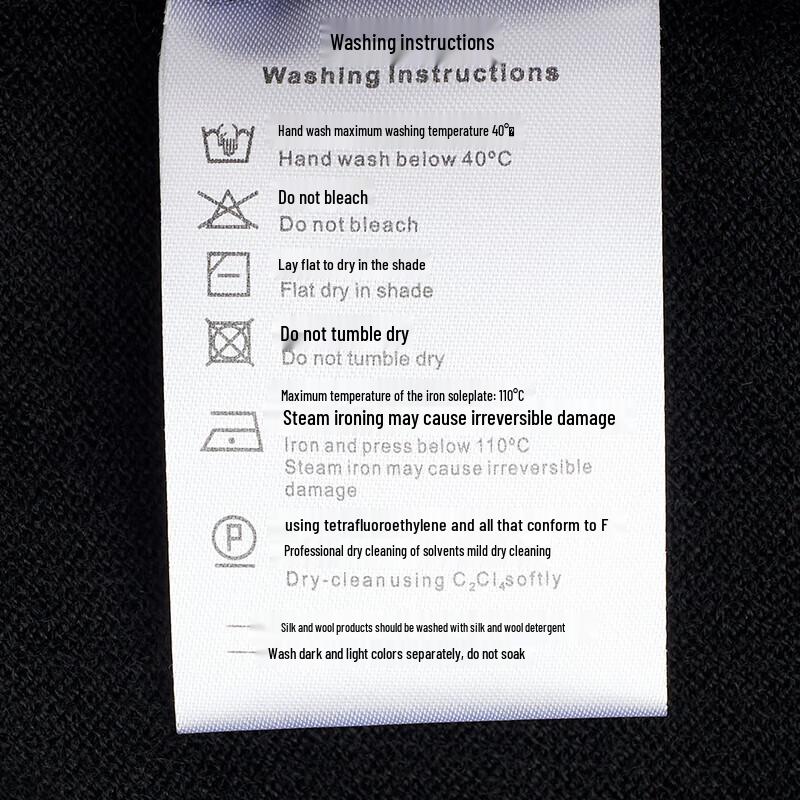 Washing instructions
Washing Instructions
Hand wash maximum washing temperature 40°
Hand wash below 40°C
Do not bleach
Do not bleach
Lay flat to dry in the shade
Flat dry in shade
Do not tumble dry
Do not tumble dry
Maximum temperature of the iron soleplate: 110°C
Steam ironing may cause irreversible damage
Iron and press below 110°C
Steam iron may cause irreversible
damage
P
using tetrafluoroethylene and all that conform to F
Professional dry cleaning of solvents mild dry cleaning
Dry-clean using C₂Cl₄ softly
Silk and wool products should be washed with silk and wool detergent
Wash dark and light colors separately, do not soak